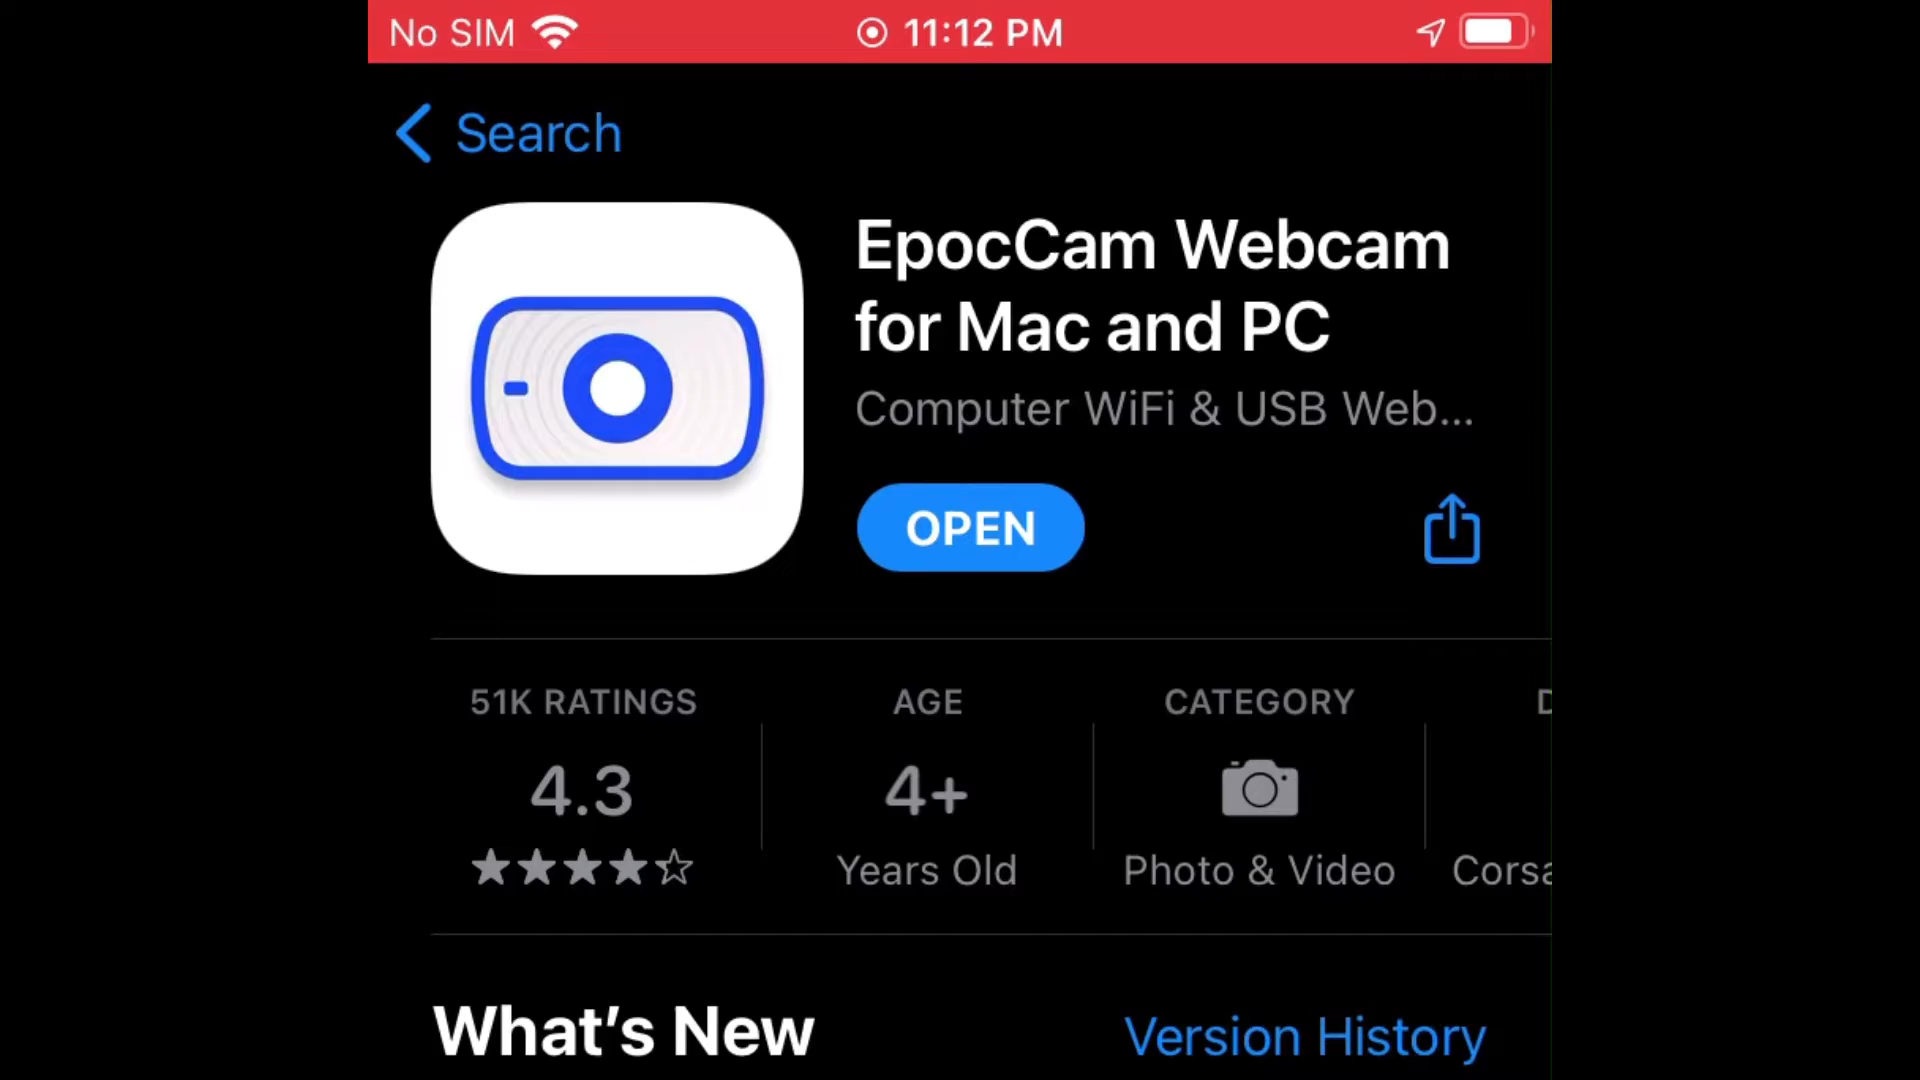 No SIM 11:12 PM
Search
EpocCam Webcam
for Mac and PC
Computer WiFi & USB Web...
OPEN
51K RATINGS AGE CATEGORY
4.3 4+
Years Old Photo & Video
What's New Version History